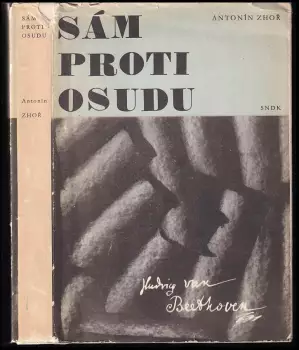 SÁM
PROTI
OSUDU
Antonín
ZHOŘ
SÁM
PROTI
OSUDU
ANTONÍN ZHOŘ
SNDK
Ludwig van
Beethoven